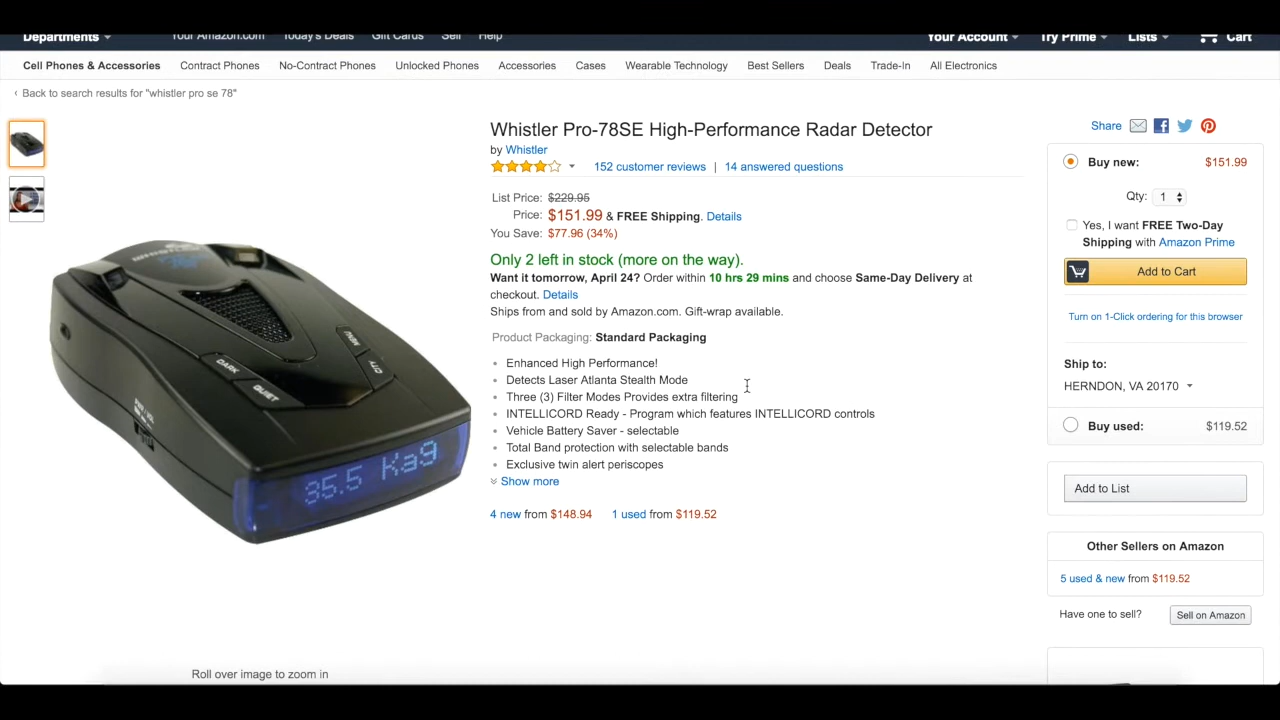 Departments Your Amazon.com Today's Deals Gift Cards Sell Help Your Account Try Prime Lists Cart
Cell Phones & Accessories Contract Phones No-Contract Phones Unlocked Phones Accessories Cases Wearable Technology Best Sellers Deals Trade-In All Electronics
‹ Back to search results for "whistler pro se 78"
Whistler Pro-78SE High-Performance Radar Detector
by Whistler
152 customer reviews | 14 answered questions
List Price: $229.95
Price: $151.99 & FREE Shipping. Details
You Save: $77.96 (34%)
Only 2 left in stock (more on the way).
Want it tomorrow, April 24? Order within 10 hrs 29 mins and choose Same-Day Delivery at
checkout. Details
Ships from and sold by Amazon.com. Gift-wrap available.
Product Packaging: Standard Packaging
• Enhanced High Performance!
• Detects Laser Atlanta Stealth Mode
• Three (3) Filter Modes Provides extra filtering
• INTELLICORD Ready - Program which features INTELLICORD controls
• Vehicle Battery Saver - selectable
• Total Band protection with selectable bands
• Exclusive twin alert periscopes
Show more
4 new from $148.94 1 used from $119.52
Share
Buy new: $151.99
Qty: 1
Yes, I want FREE Two-Day
Shipping with Amazon Prime
Add to Cart
Turn on 1-Click ordering for this browser
Ship to:
HERNDON, VA 20170
Buy used: $119.52
Add to List
Other Sellers on Amazon
5 used & new from $119.52
Have one to sell? Sell on Amazon
WHISTLER
DARK
QUIET
CITY
35.5 Ka9
Roll over image to zoom in